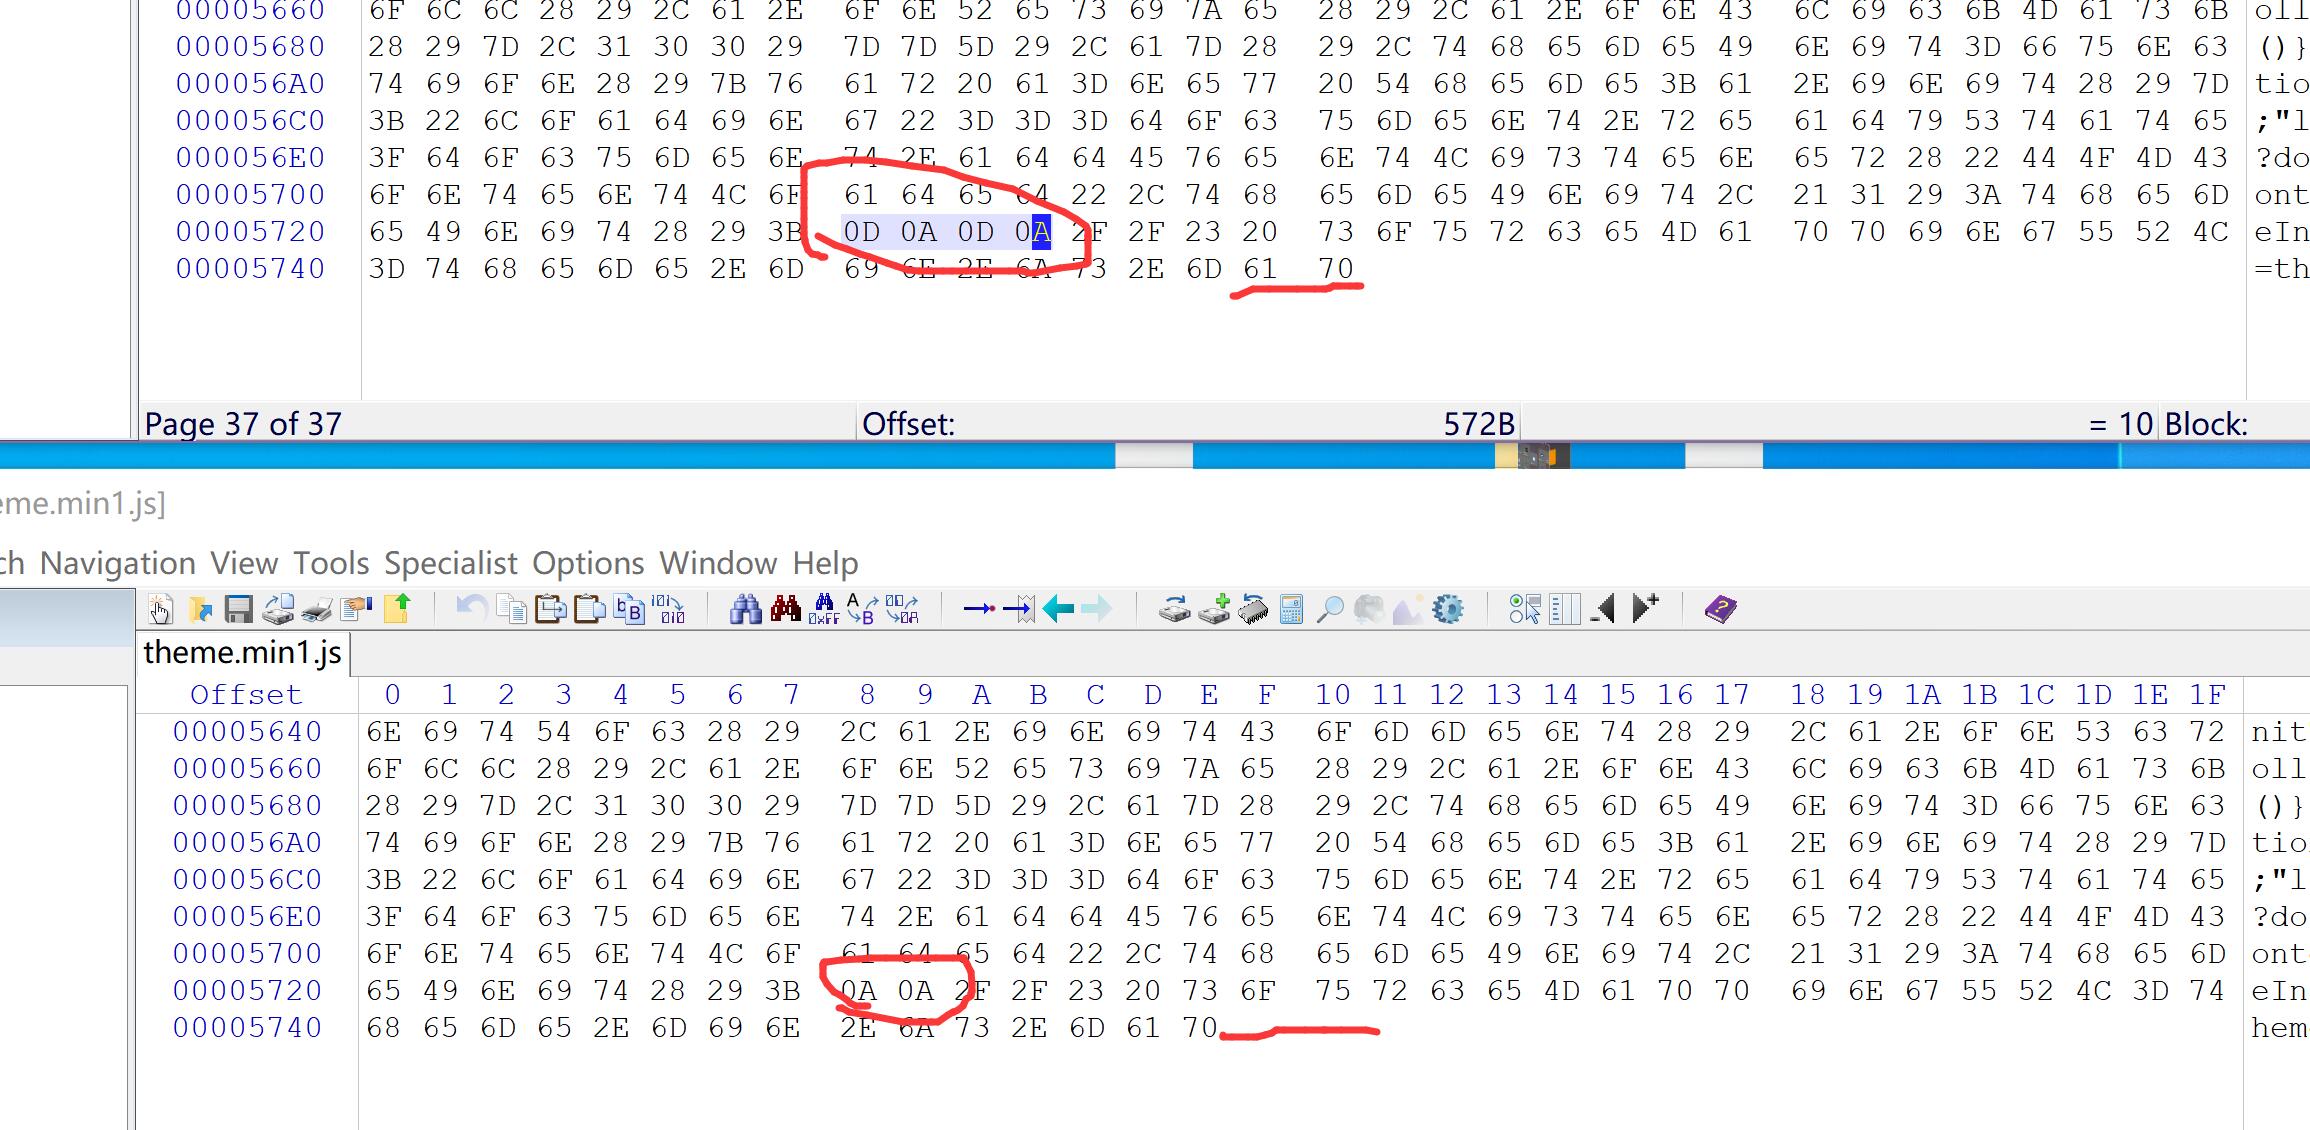 00005660 6F 6C 6C 28 29 2C 61 2E 6F 6E 52 65 73 69 7A 65 28 29 2C 61 2E 6F 6E 43 6C 69 63 6B 4D 61 73 6B oll
00005680 28 29 7D 2C 31 30 30 29 7D 7D 5D 29 2C 61 7D 28 29 2C 74 68 65 6D 65 49 6E 69 74 3D 66 75 6E 63 ()}
000056A0 74 69 6F 6E 28 29 7B 76 61 72 20 61 3D 6E 65 77 20 54 68 65 6D 65 3B 61 2E 69 6E 69 74 28 29 7D tio
000056C0 3B 22 6C 6F 61 64 69 6E 67 22 3D 3D 3D 64 6F 63 75 6D 65 6E 74 2E 72 65 61 64 79 53 74 61 74 65 ;"l
000056E0 3F 64 6F 63 75 6D 65 6E 74 2E 61 64 64 45 76 65 6E 74 4C 69 73 74 65 6E 65 72 28 22 44 4F 4D 43 ?do
00005700 6F 6E 74 65 6E 74 4C 6F 61 64 65 64 22 2C 74 68 65 6D 65 49 6E 69 74 2C 21 31 29 3A 74 68 65 6D ont
00005720 65 49 6E 69 74 28 29 3B 0D 0A 0D 0A 2F 2F 23 20 73 6F 75 72 63 65 4D 61 70 70 69 6E 67 55 52 4C eIn
00005740 3D 74 68 65 6D 65 2E 6D 69 6E 2E 6A 73 2E 6D 61 70 =th
Page 37 of 37 Offset: 572B = 10 Block:
eme.min1.js]
ch Navigation View Tools Specialist Options Window Help
theme.min1.js
Offset 0 1 2 3 4 5 6 7 8 9 A B C D E F 10 11 12 13 14 15 16 17 18 19 1A 1B 1C 1D 1E 1F
00005640 6E 69 74 54 6F 63 28 29 2C 61 2E 69 6E 69 74 43 6F 6D 6D 65 6E 74 28 29 2C 61 2E 6F 6E 53 63 72 nit
00005660 6F 6C 6C 28 29 2C 61 2E 6F 6E 52 65 73 69 7A 65 28 29 2C 61 2E 6F 6E 43 6C 69 63 6B 4D 61 73 6B oll
00005680 28 29 7D 2C 31 30 30 29 7D 7D 5D 29 2C 61 7D 28 29 2C 74 68 65 6D 65 49 6E 69 74 3D 66 75 6E 63 ()}
000056A0 74 69 6F 6E 28 29 7B 76 61 72 20 61 3D 6E 65 77 20 54 68 65 6D 65 3B 61 2E 69 6E 69 74 28 29 7D tio
000056C0 3B 22 6C 6F 61 64 69 6E 67 22 3D 3D 3D 64 6F 63 75 6D 65 6E 74 2E 72 65 61 64 79 53 74 61 74 65 ;"l
000056E0 3F 64 6F 63 75 6D 65 6E 74 2E 61 64 64 45 76 65 6E 74 4C 69 73 74 65 6E 65 72 28 22 44 4F 4D 43 ?do
00005700 6F 6E 74 65 6E 74 4C 6F 61 64 65 64 22 2C 74 68 65 6D 65 49 6E 69 74 2C 21 31 29 3A 74 68 65 6D ont
00005720 65 49 6E 69 74 28 29 3B 0A 0A 2F 2F 23 20 73 6F 75 72 63 65 4D 61 70 70 69 6E 67 55 52 4C 3D 74 eIn
00005740 68 65 6D 65 2E 6D 69 6E 2E 6A 73 2E 6D 61 70 hem